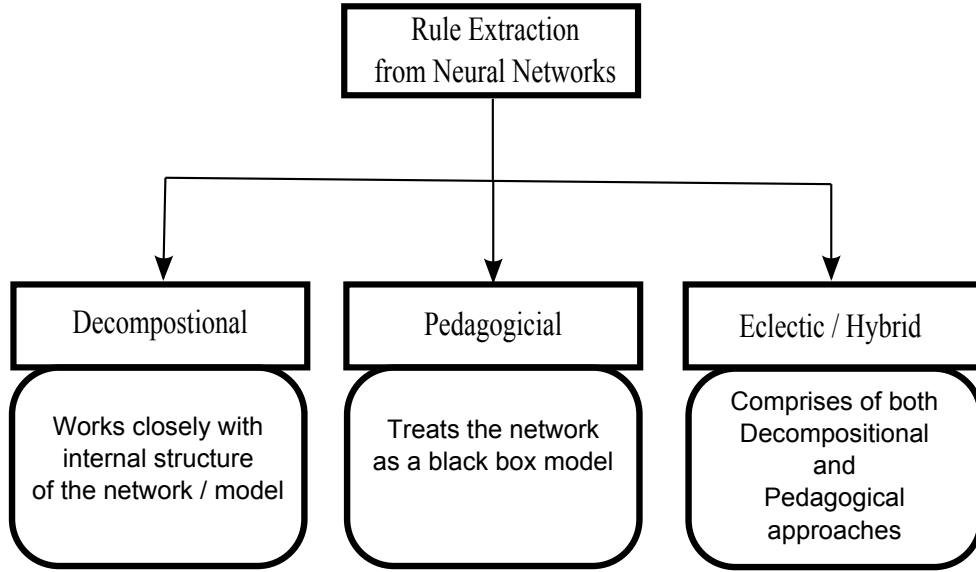 Rule Extraction
from Neural Networks
Decompostional
Pedagogicial
Eclectic / Hybrid
Works closely with
internal structure
of the network / model
Treats the network
as a black box model
Comprises of both
Decompositional
and
Pedagogical
approaches